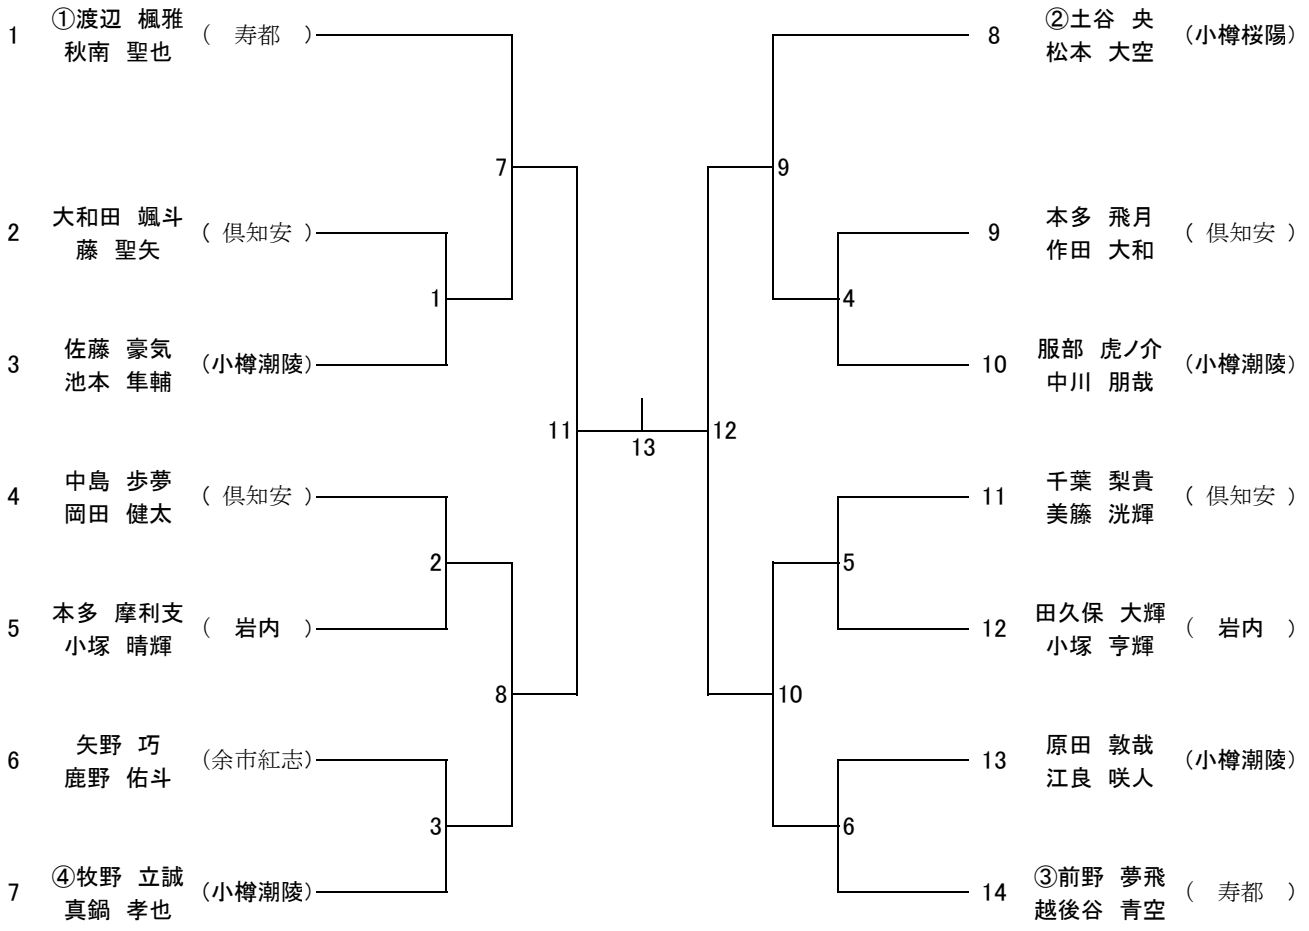 1 ①渡辺 楓雅 ( 寿都 )
秋南 聖也
7
2 大和田 颯斗 ( 倶知安 )
藤 聖矢
1
3 佐藤 豪気 (小樽潮陵)
池本 隼輔
11
4 中島 歩夢 ( 倶知安 )
岡田 健太
2
5 本多 摩利支 ( 岩内 )
小塚 晴輝
8
6 矢野 巧 (余市紅志)
鹿野 佑斗
3
7 ④牧野 立誠 (小樽潮陵)
真鍋 孝也
13
8 ②土谷 央 (小樽桜陽)
松本 大空
9
9 本多 飛月 ( 倶知安 )
作田 大和
4
10 服部 虎ノ介 (小樽潮陵)
中川 朋哉
12
11 千葉 梨貴 ( 倶知安 )
美籐 洸輝
5
12 田久保 大輝 ( 岩内 )
小塚 亨輝
10
13 原田 敦哉 (小樽潮陵)
江良 咲人
6
14 ③前野 夢飛 ( 寿都 )
越後谷 青空